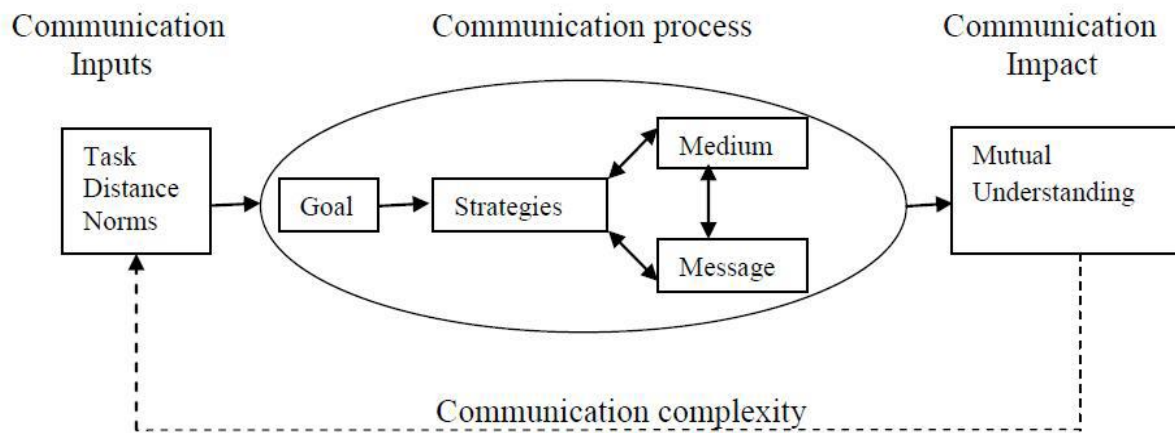 Communication
Inputs
Communication process
Communication
Impact
Task
Distance
Norms
Goal
Strategies
Medium
Message
Mutual
Understanding
Communication complexity